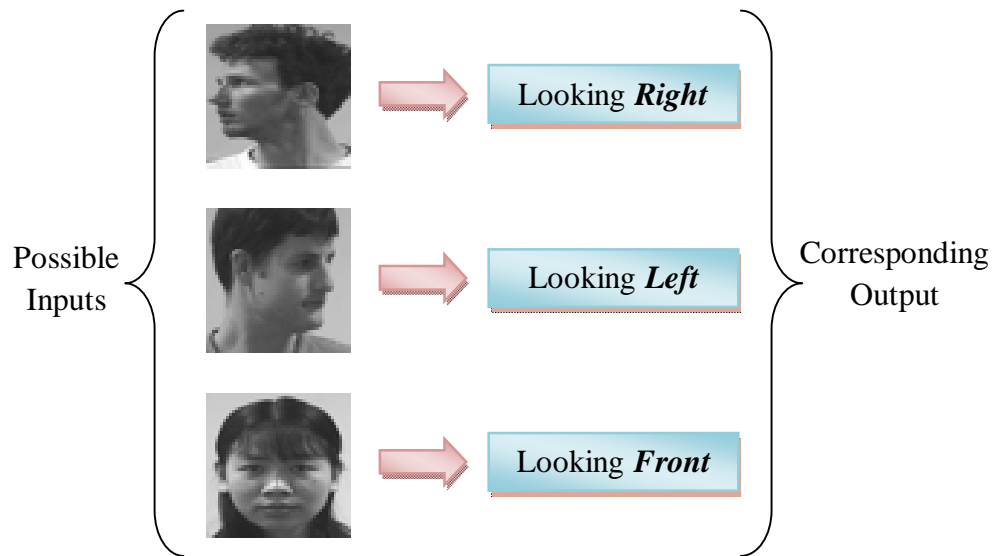 Looking Right
Possible
Inputs
Looking Left
Corresponding
Output
Looking Front